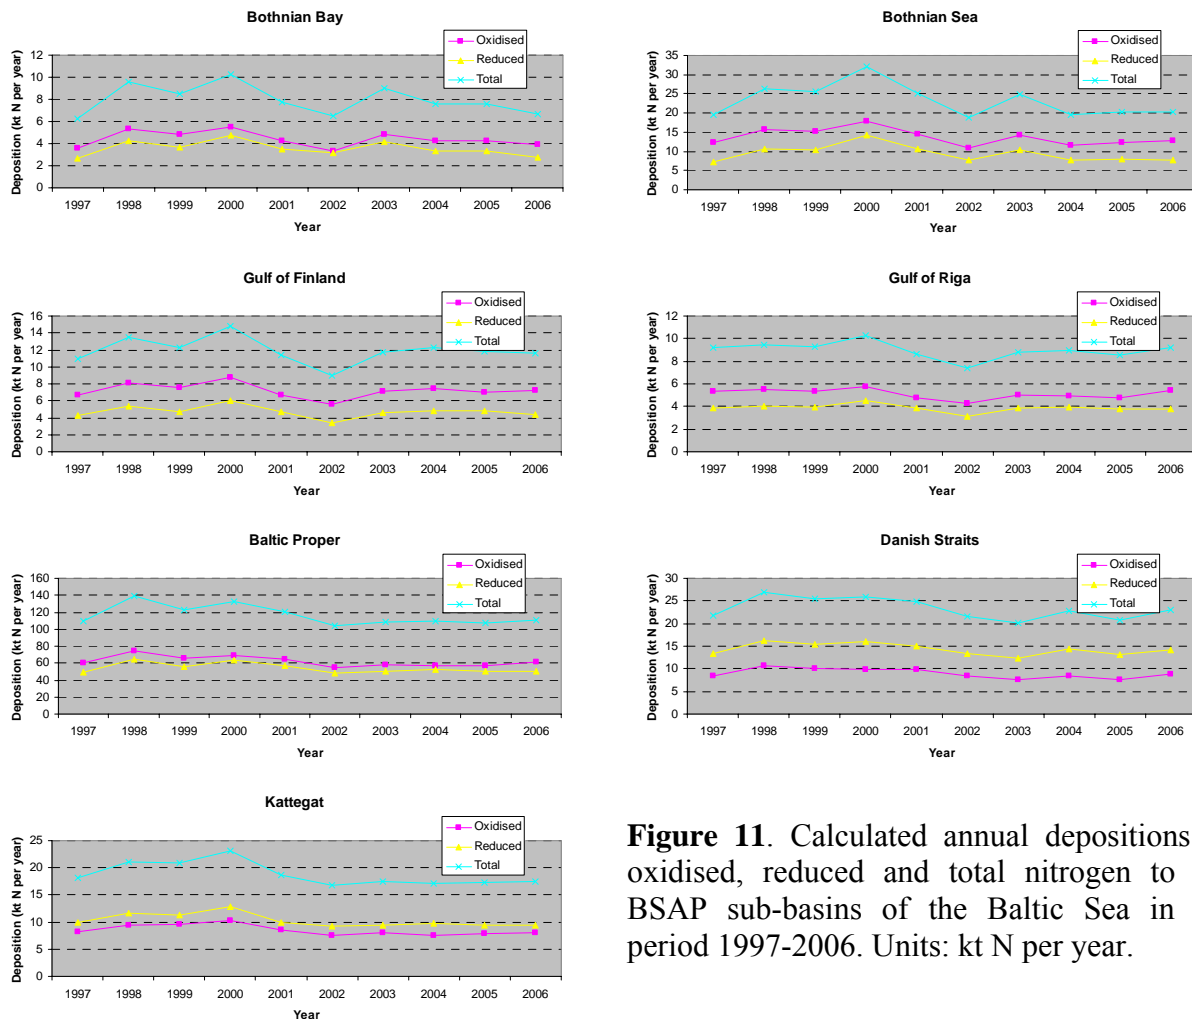 Bothnian Bay
Deposition (kt N per year)
12
10
8
6
4
2
0
1997 1998 1999 2000 2001 2002 2003 2004 2005 2006
Year
Oxidised
Reduced
Total
Bothnian Sea
Deposition (kt N per year)
35
30
25
20
15
10
5
0
1997 1998 1999 2000 2001 2002 2003 2004 2005 2006
Year
Oxidised
Reduced
Total
Gulf of Finland
Deposition (kt N per year)
16
14
12
10
8
6
4
2
0
1997 1998 1999 2000 2001 2002 2003 2004 2005 2006
Year
Oxidised
Reduced
Total
Gulf of Riga
Deposition (kt N per year)
12
10
8
6
4
2
0
1997 1998 1999 2000 2001 2002 2003 2004 2005 2006
Year
Oxidised
Reduced
Total
Baltic Proper
Deposition (kt N per year)
160
140
120
100
80
60
40
20
0
1997 1998 1999 2000 2001 2002 2003 2004 2005 2006
Year
Oxidised
Reduced
Total
Danish Straits
Deposition (kt N per year)
30
25
20
15
10
5
0
1997 1998 1999 2000 2001 2002 2003 2004 2005 2006
Year
Oxidised
Reduced
Total
Kattegat
Deposition (kt N per year)
25
20
15
10
5
0
1997 1998 1999 2000 2001 2002 2003 2004 2005 2006
Year
Oxidised
Reduced
Total
Figure 11. Calculated annual depositions
oxidised, reduced and total nitrogen to
BSAP sub-basins of the Baltic Sea in
period 1997-2006. Units: kt N per year.